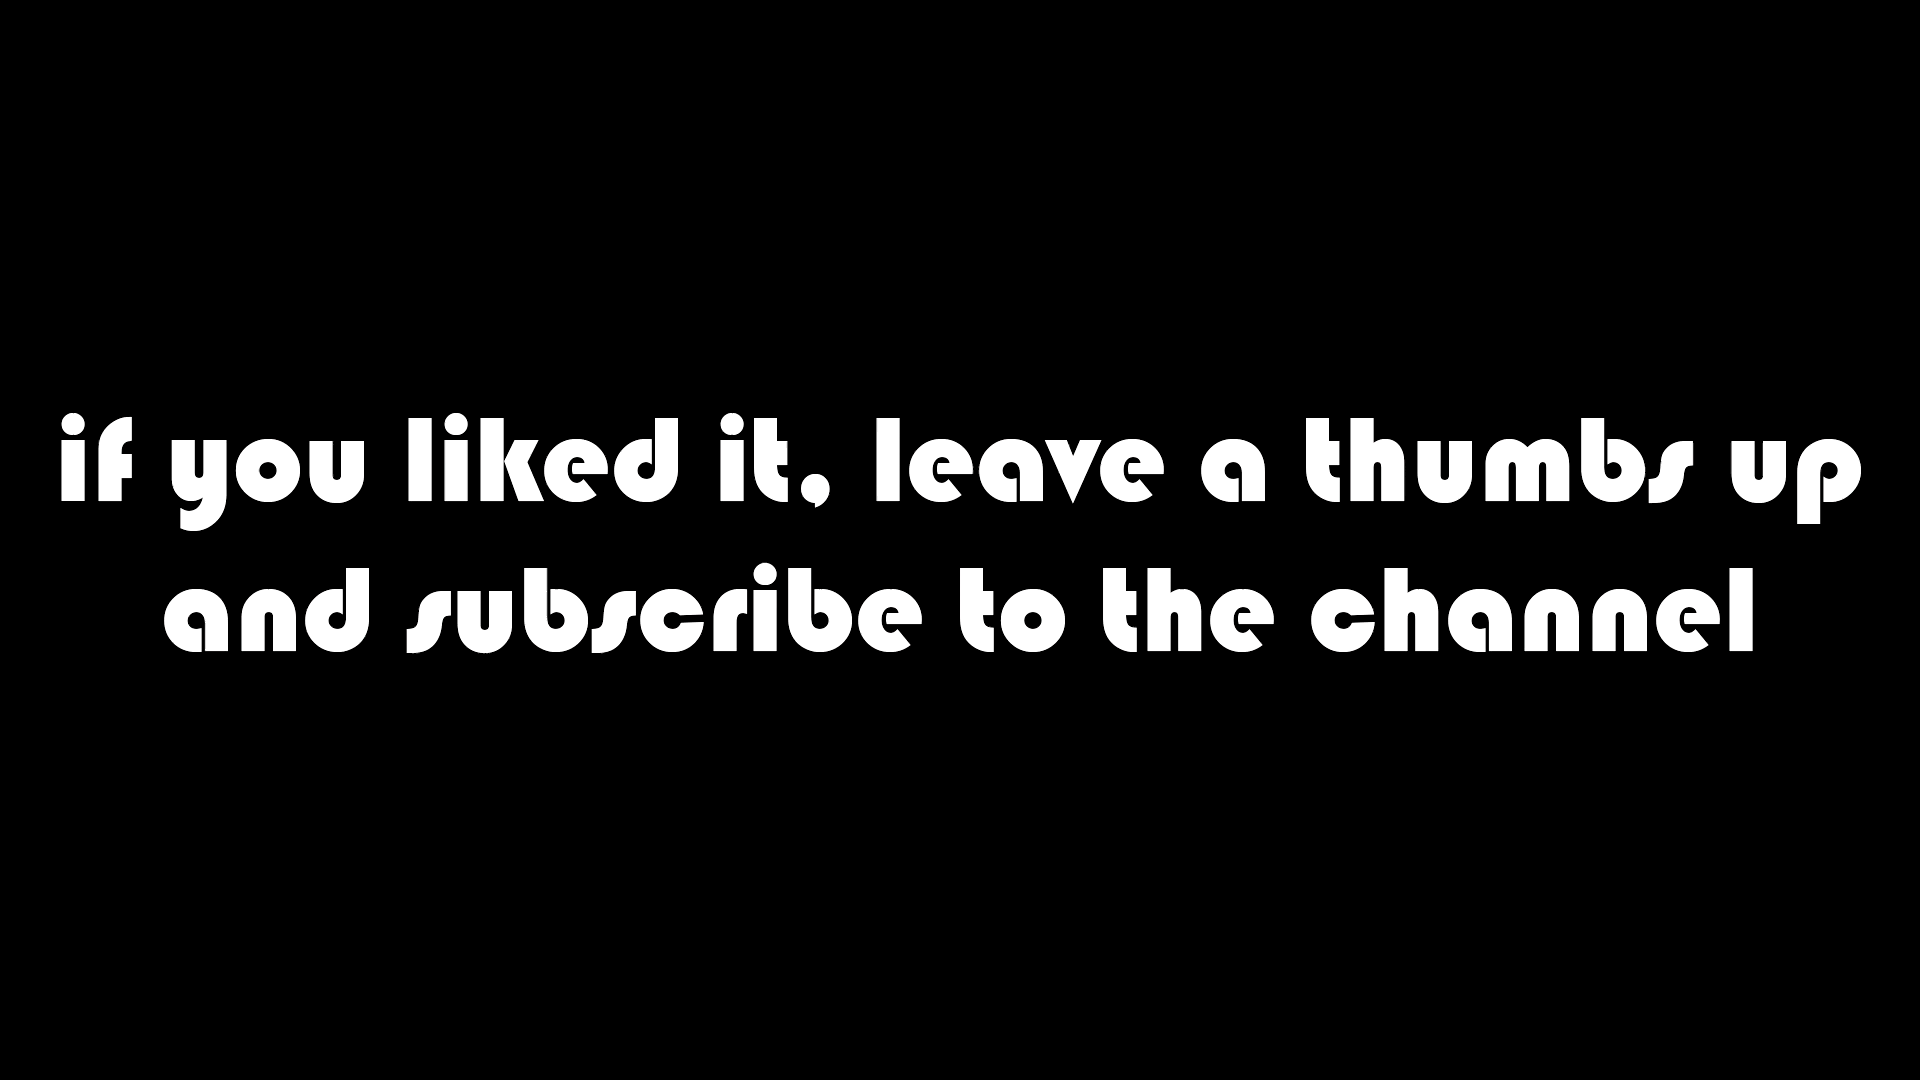 if you liked it, leave a thumbs up
and subscribe to the channel